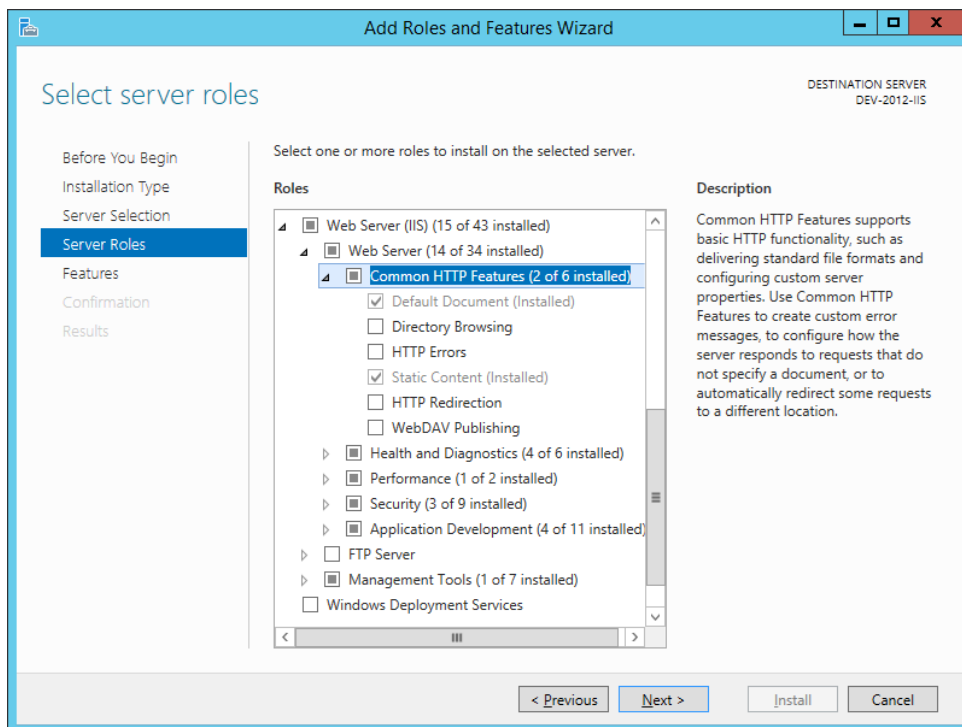 Add Roles and Features Wizard
Select server roles
DESTINATION SERVER
DEV-2012-IIS
Before You Begin
Installation Type
Server Selection
Server Roles
Features
Confirmation
Results
Select one or more roles to install on the selected server.
Roles
Web Server (IIS) (15 of 43 installed)
Web Server (14 of 34 installed)
Common HTTP Features (2 of 6 installed)
Default Document (Installed)
Directory Browsing
HTTP Errors
Static Content (Installed)
HTTP Redirection
WebDAV Publishing
Health and Diagnostics (4 of 6 installed)
Performance (1 of 2 installed)
Security (3 of 9 installed)
Application Development (4 of 11 installed)
FTP Server
Management Tools (1 of 7 installed)
Windows Deployment Services
Description
Common HTTP Features supports
basic HTTP functionality, such as
delivering standard file formats and
configuring custom server
properties. Use Common HTTP
Features to create custom error
messages, to configure how the
server responds to requests that do
not specify a document, or to
automatically redirect some requests
to a different location.
< Previous
Next >
Install
Cancel